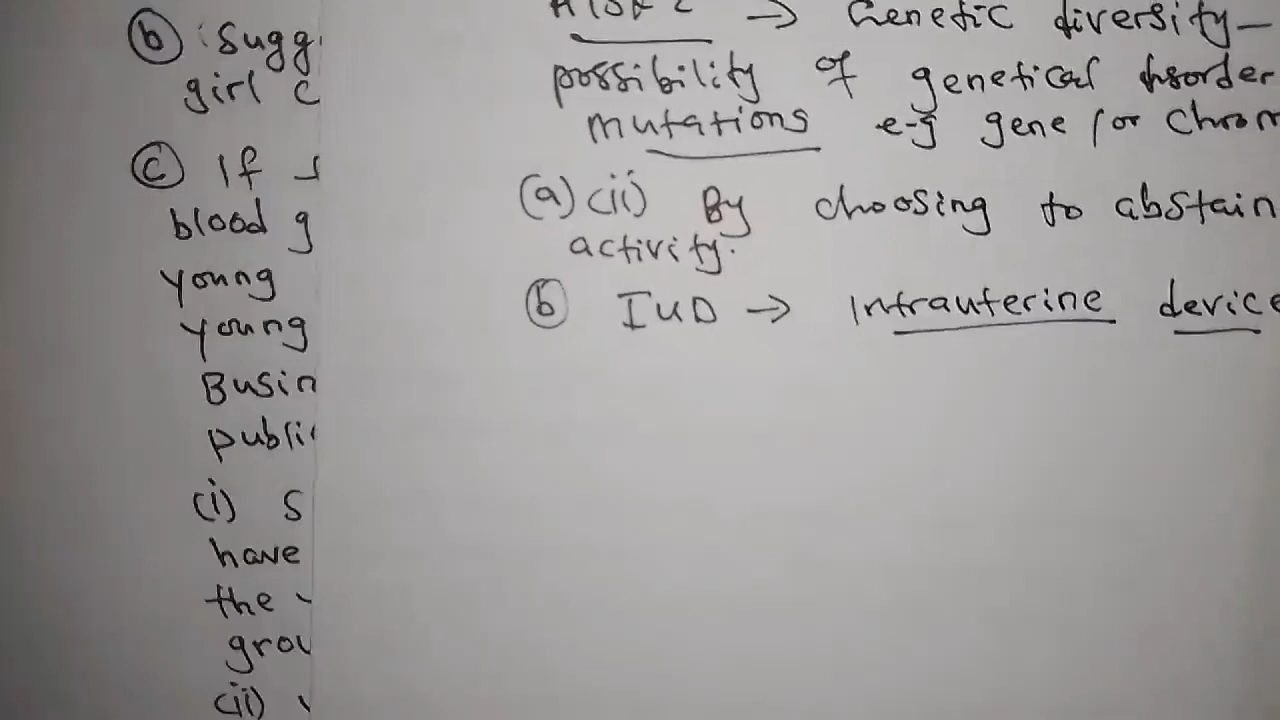 (b) Sugg
girl c
(c) If
blood g
young
young
Busin
publi
(i) S
have
the
grou
(ii)
→ Genetic diversity-
possibility of genetical disorder
mutations e-g gene/or Chrom
(a) (ii) By choosing to abstain
activity.
(b) IUD → Intrauterine device